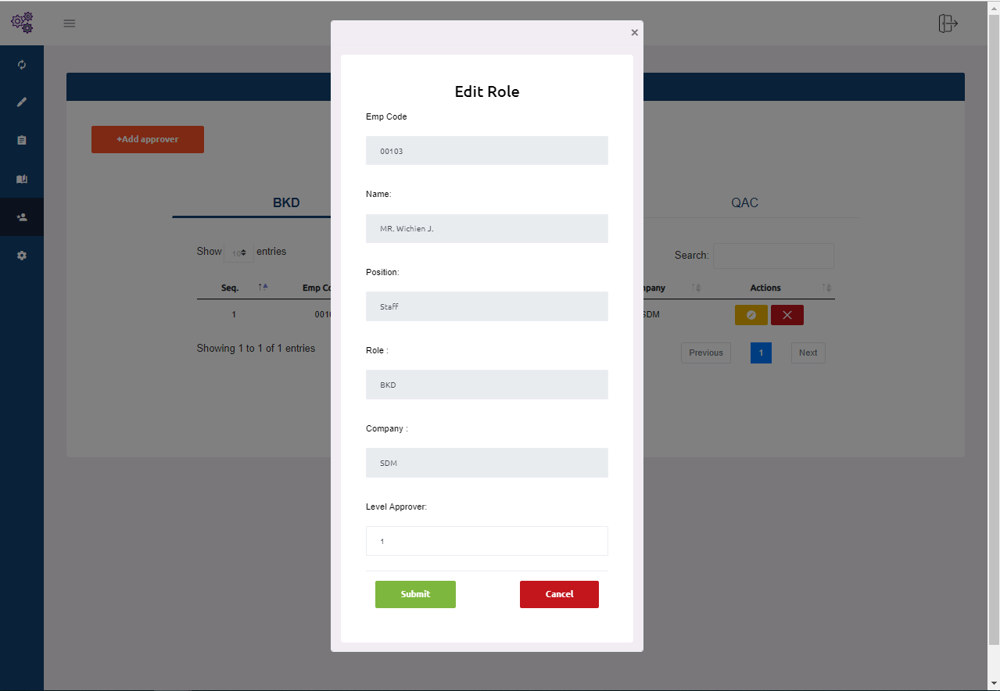 ×
Edit Role
Emp Code
00103
Name:
MR. Wichien J.
Position:
Staff
Role :
BKD
Company :
SDM
Level Approver:
1
Submit Cancel
+Add approver
BKD QAC
Show 10 entries
Search:
Seq. Emp Co mpany Actions
1 001 SDM
Showing 1 to 1 of 1 entries
Previous 1 Next